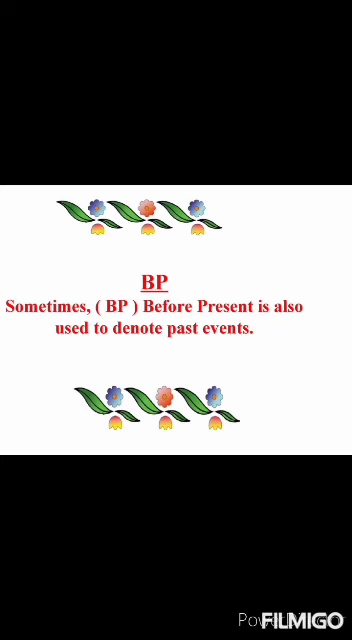 BP
Sometimes, ( BP ) Before Present is also
used to denote past events.
FILMIGO